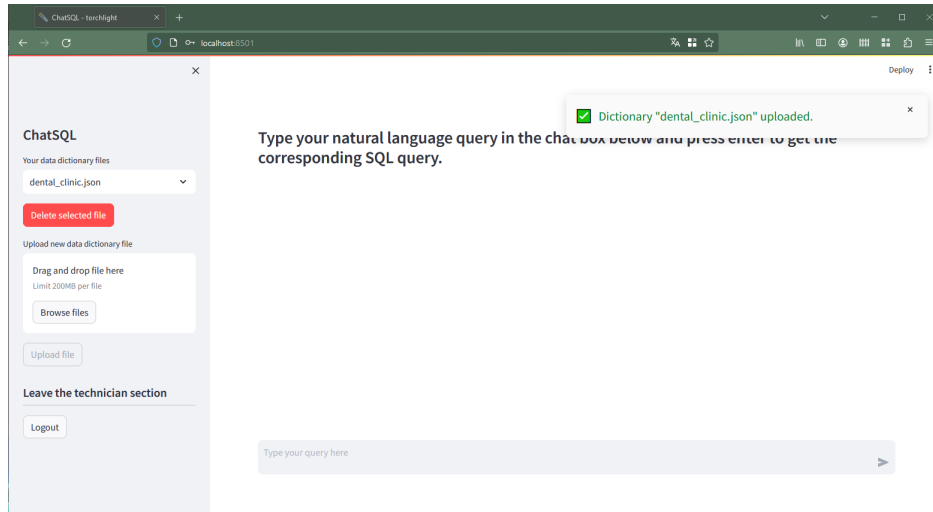 ChatSQL - torchlight
localhost:8501
Deploy
Dictionary "dental_clinic.json" uploaded.
ChatSQL
Your data dictionary files
dental_clinic.json
Delete selected file
Upload new data dictionary file
Drag and drop file here
Limit 200MB per file
Browse files
Upload file
Leave the technician section
Logout
Type your natural language query in the chat box below and press enter to get the
corresponding SQL query.
Type your query here